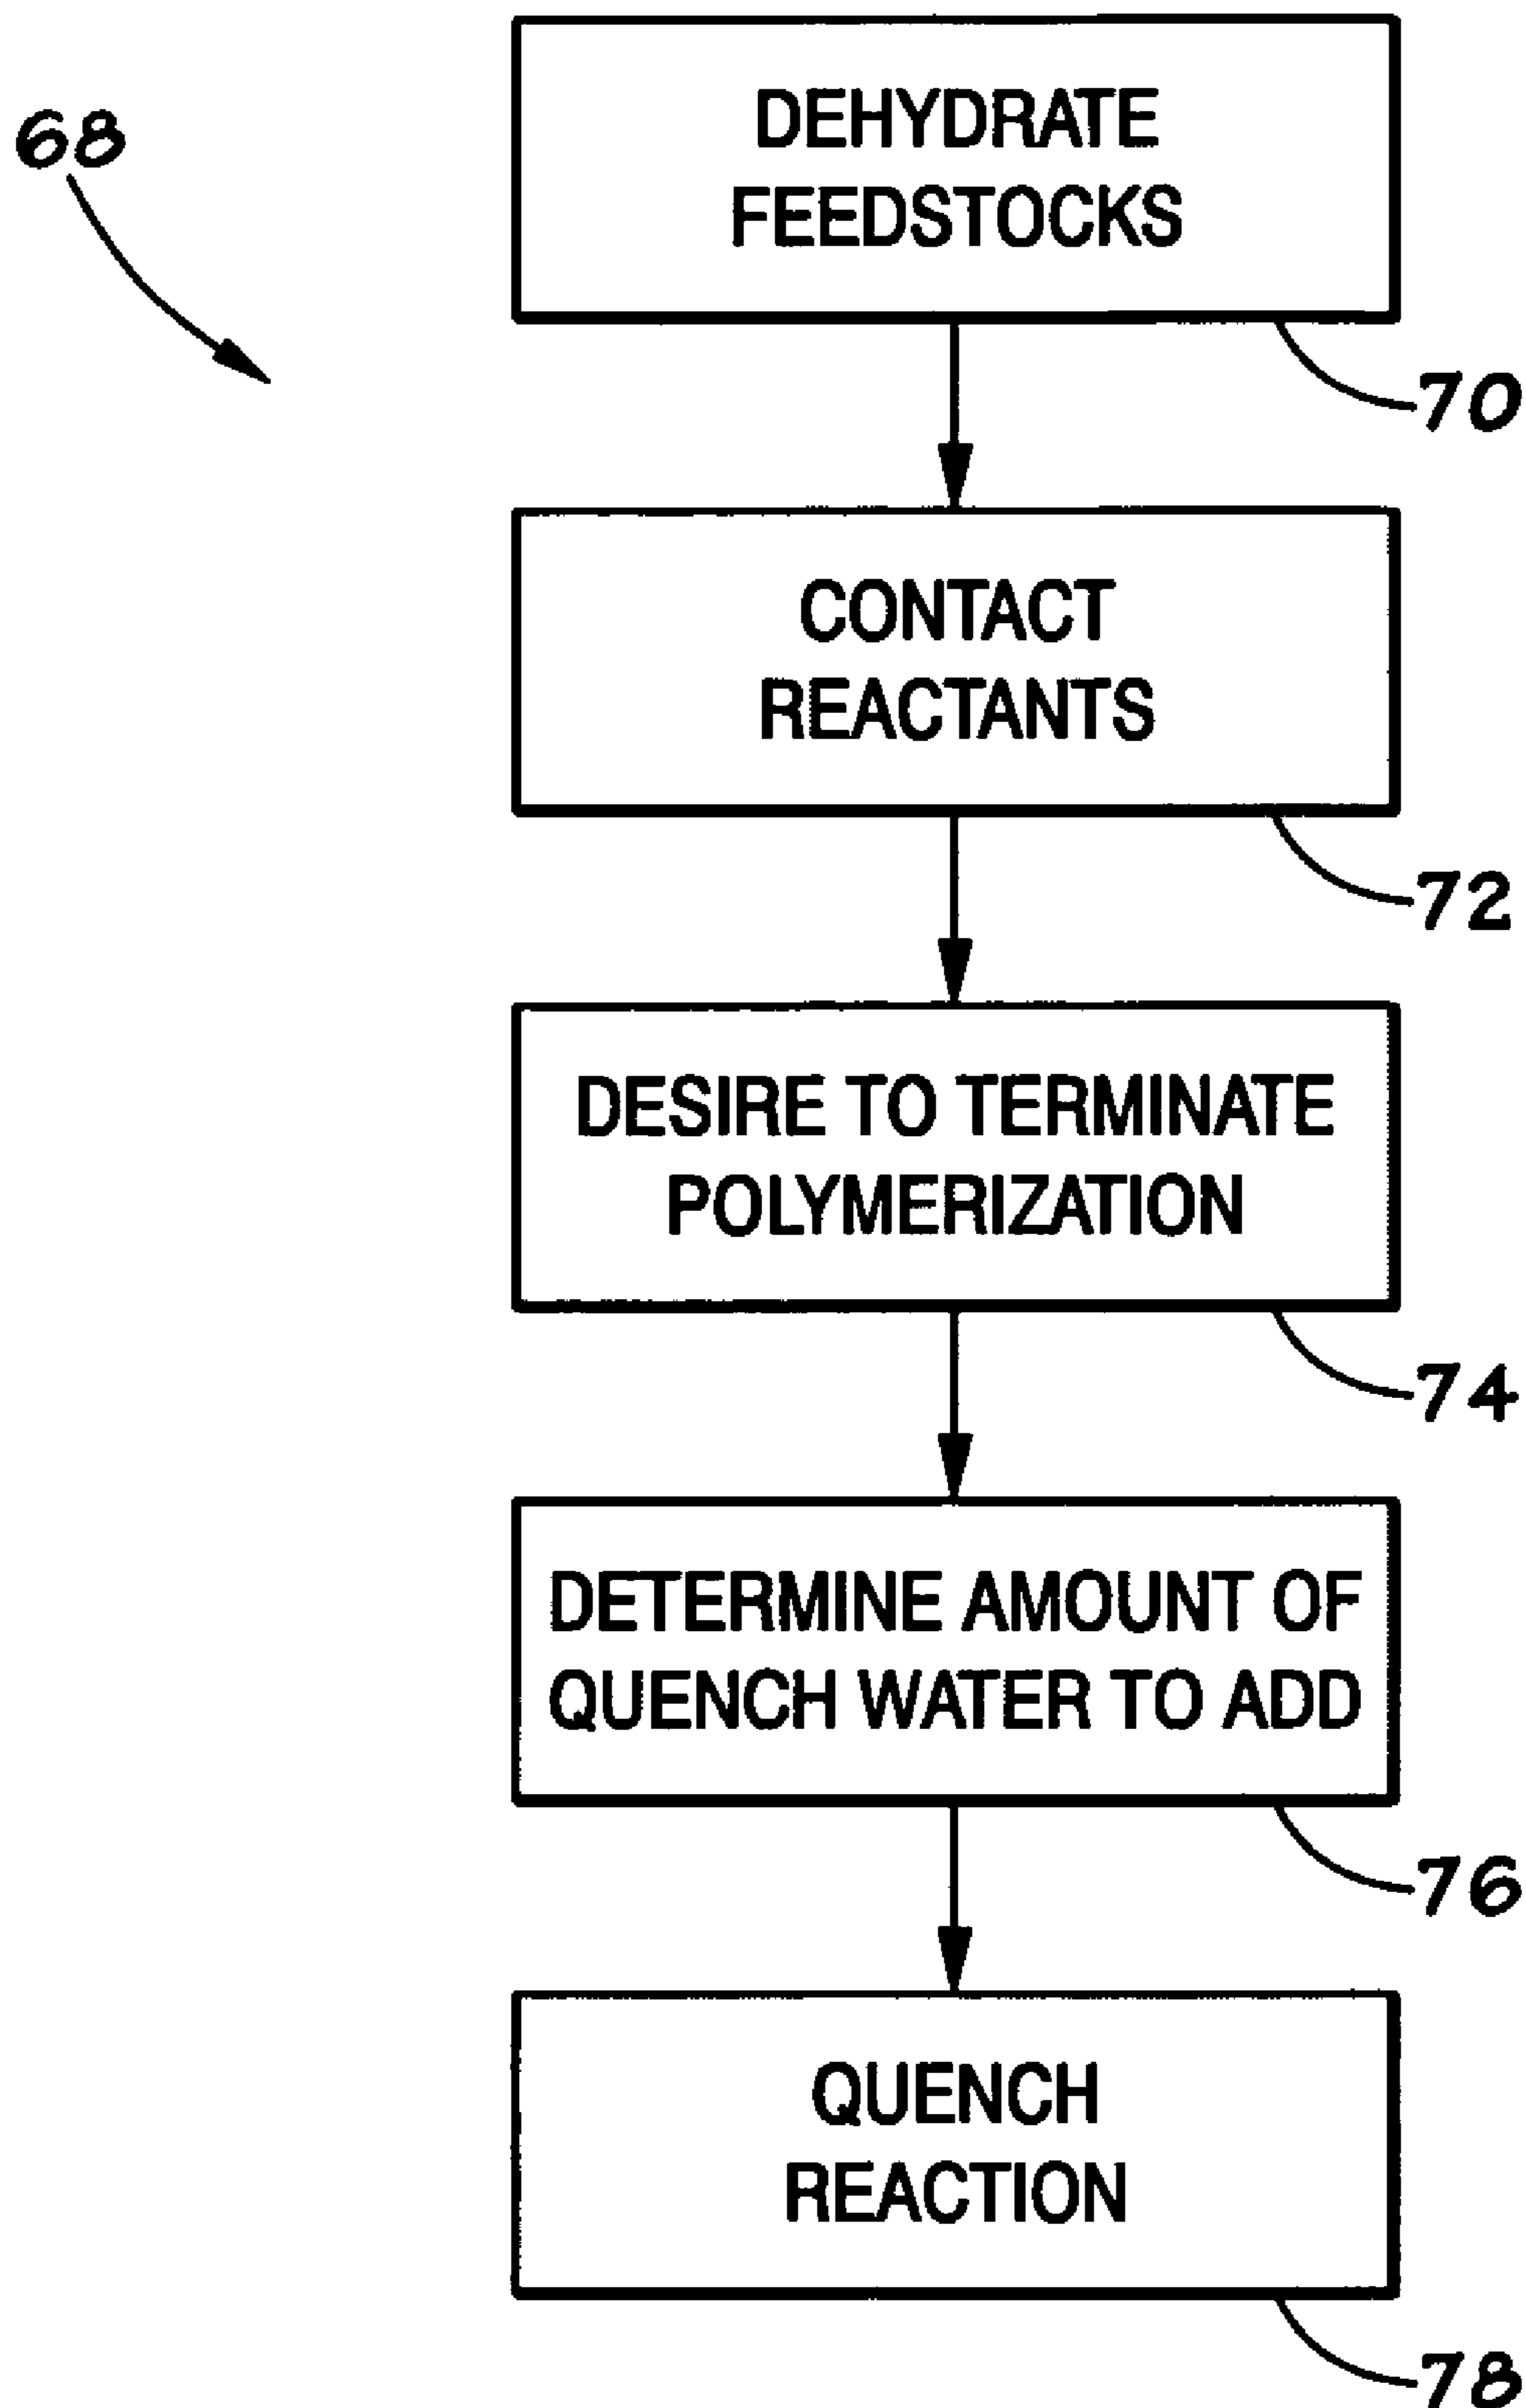 68
DEHYDRATE
FEEDSTOCKS
70
CONTACT
REACTANTS
72
DESIRE TO TERMINATE
POLYMERIZATION
74
DETERMINE AMOUNT OF
QUENCH WATER TO ADD
76
QUENCH
REACTION
78